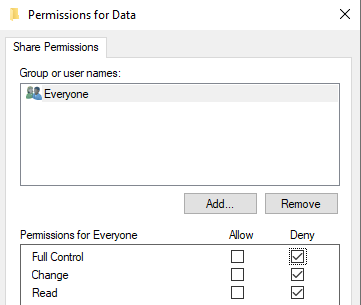 Permissions for Data
Share Permissions
Group or user names:
Everyone
Add... Remove
Permissions for Everyone Allow Deny
Full Control
Change
Read